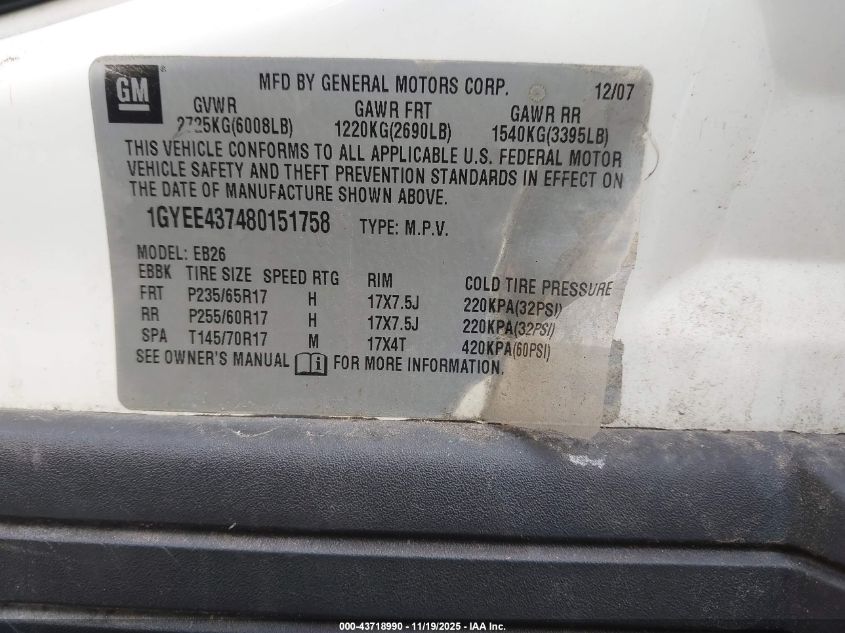 GM ®
MFD BY GENERAL MOTORS CORP. 12/07
GVWR GAWR FRT GAWR RR
2725KG(6008LB) 1220KG(2690LB) 1540KG(3395LB)
THIS VEHICLE CONFORMS TO ALL APPLICABLE U.S. FEDERAL MOTOR
VEHICLE SAFETY AND THEFT PREVENTION STANDARDS IN EFFECT ON
THE DATE OF MANUFACTURE SHOWN ABOVE.
1GYEE437480151758 TYPE: M.P.V.
MODEL: EB26
EBBK TIRE SIZE SPEED RTG RIM COLD TIRE PRESSURE
FRT P235/65R17 H 17X7.5J 220KPA(32PSI)
RR P255/60R17 H 17X7.5J 220KPA(32PSI)
SPA T145/70R17 M 17X4T 420KPA(60PSI)
SEE OWNER'S MANUAL i FOR MORE INFORMATION.
000-43718990 - 11/19/2025 - IAA Inc.